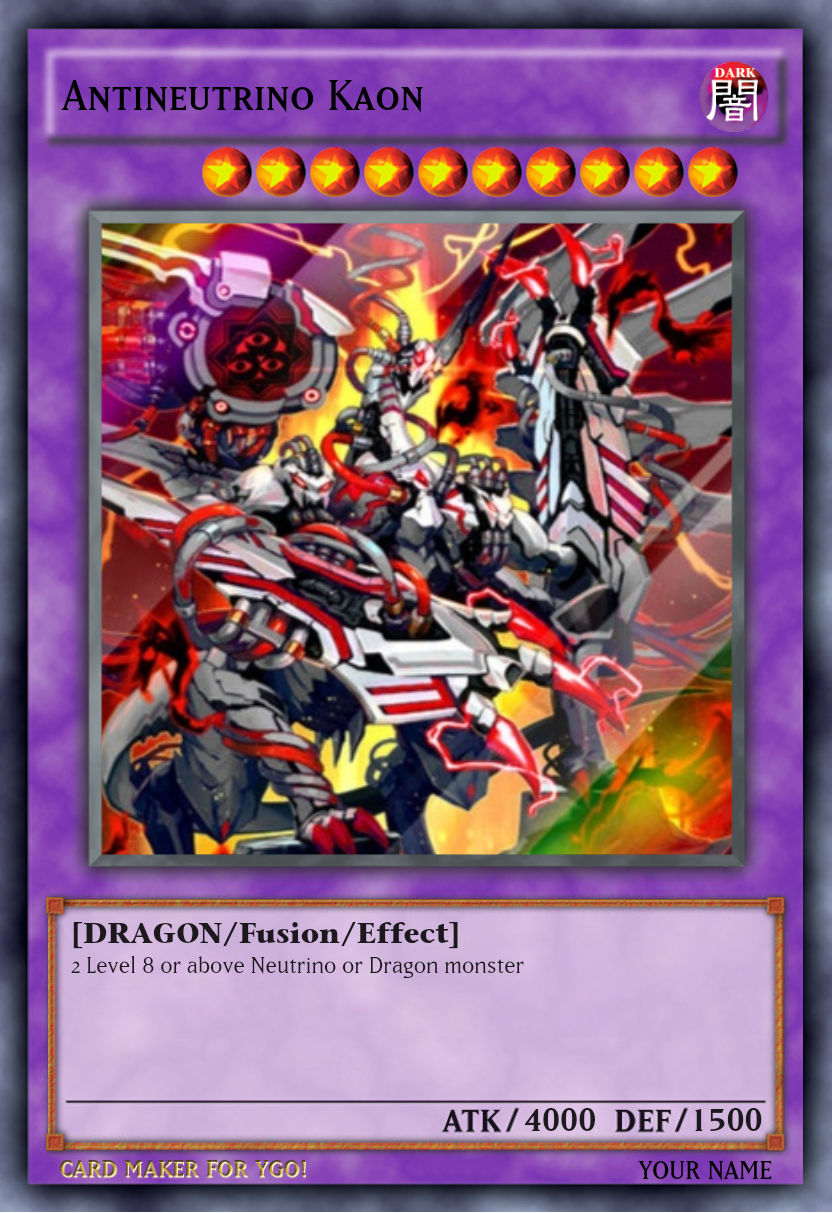 Antineutrino Kaon
DARK
闇
[DRAGON/Fusion/Effect]
2 Level 8 or above Neutrino or Dragon monster
ATK/4000 DEF/1500
CARD MAKER FOR YGO!
YOUR NAME